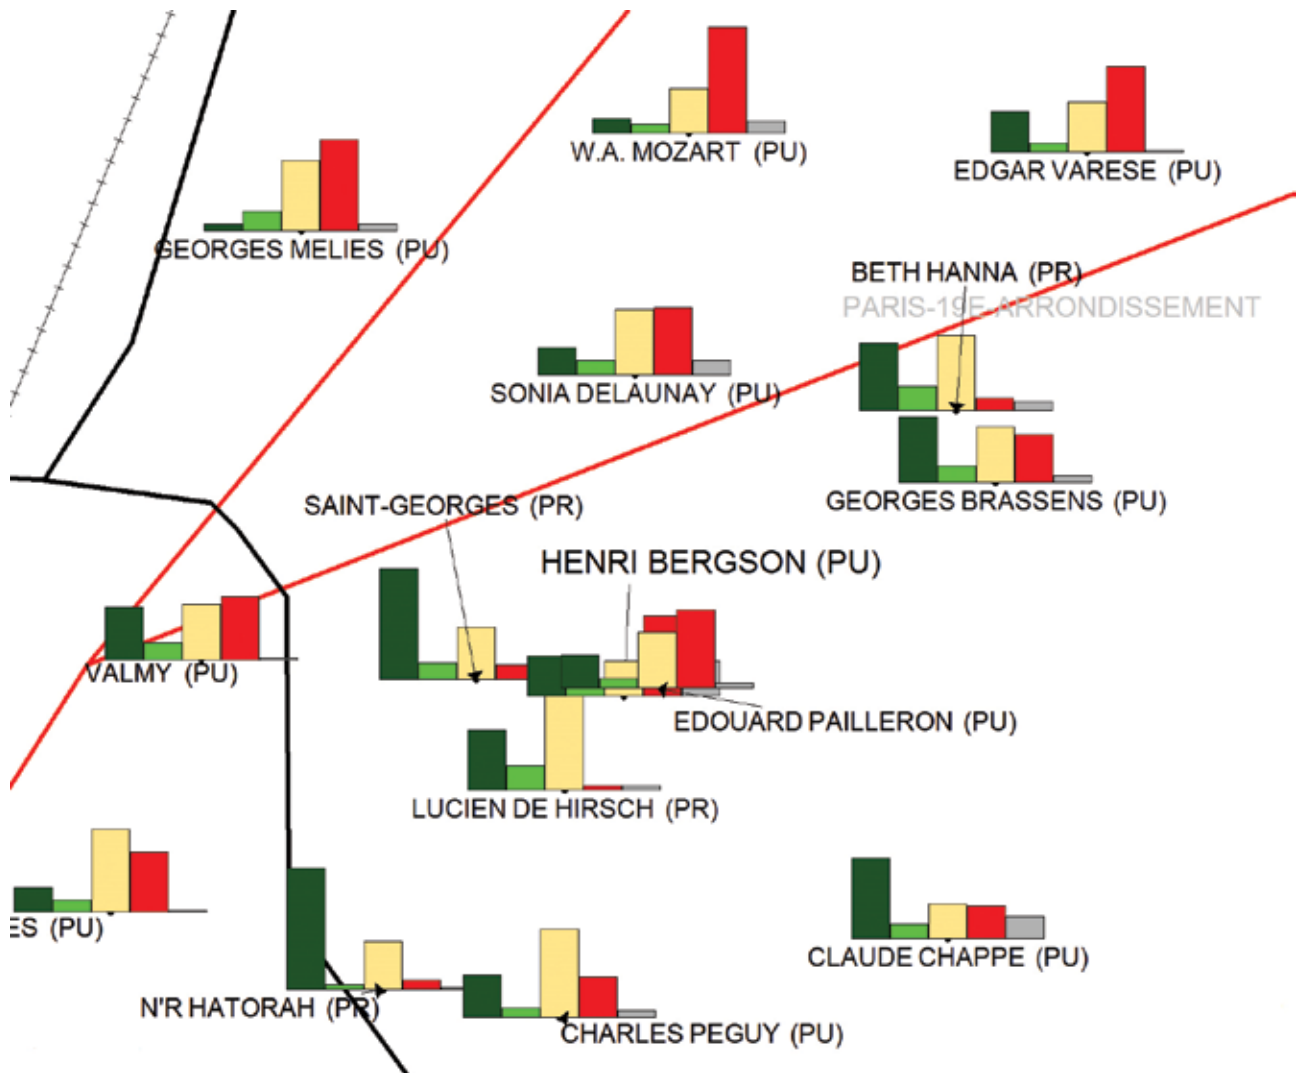 W.A. MOZART (PU)
EDGAR VARESE (PU)
GEORGES MELIES (PU)
BETH HANNA (PR)
PARIS-19E-ARRONDISSEMENT
SONIA DELAUNAY (PU)
GEORGES BRASSENS (PU)
SAINT-GEORGES (PR)
HENRI BERGSON (PU)
VALMY (PU)
EDOUARD PAILLERON (PU)
LUCIEN DE HIRSCH (PR)
ES (PU)
CLAUDE CHAPPE (PU)
N'R HATORAH (PR)
CHARLES PEGUY (PU)